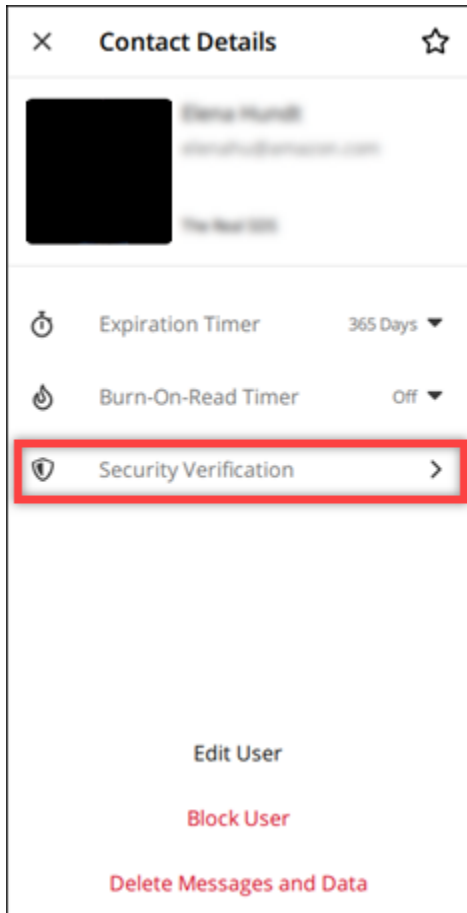 Contact Details
Expiration Timer 365 Days
Burn-On-Read Timer Off
Security Verification
Edit User
Block User
Delete Messages and Data